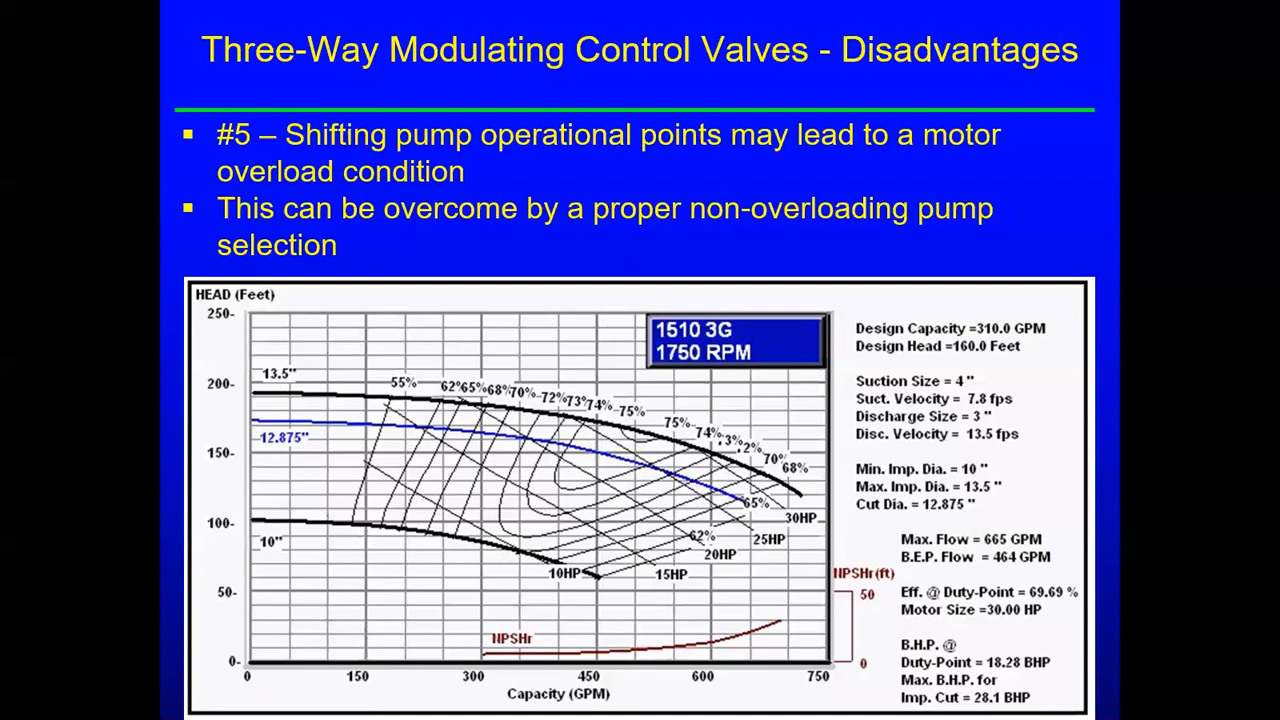 Three-Way Modulating Control Valves - Disadvantages
▪ #5 – Shifting pump operational points may lead to a motor
overload condition
▪ This can be overcome by a proper non-overloading pump
selection
HEAD (Feet)
250-
200-
150-
100-
50-
0-
1510 3G
1750 RPM
13.5"
12.875"
10"
55%
62%
65%
68%
70%
72%
73%
74%
75%
75%
74%
73%
72%
70%
68%
65%
62%
30HP
25HP
20HP
15HP
10HP
NPSHr
NPSHr(ft)
50
0
0
150
300
450
600
750
Capacity (GPM)
Design Capacity =310.0 GPM
Design Head =160.0 Feet
Suction Size = 4 "
Suct. Velocity = 7.8 fps
Discharge Size = 3 "
Disc. Velocity = 13.5 fps
Min. Imp. Dia. = 10 "
Max. Imp. Dia. = 13.5 "
Cut Dia. = 12.875 "
Max. Flow = 665 GPM
B.E.P. Flow = 464 GPM
Eff. @ Duty-Point = 69.69 %
Motor Size =30.00 HP
B.H.P. @
Duty-Point = 18.28 BHP
Max. B.H.P. for
Imp. Cut = 28.1 BHP